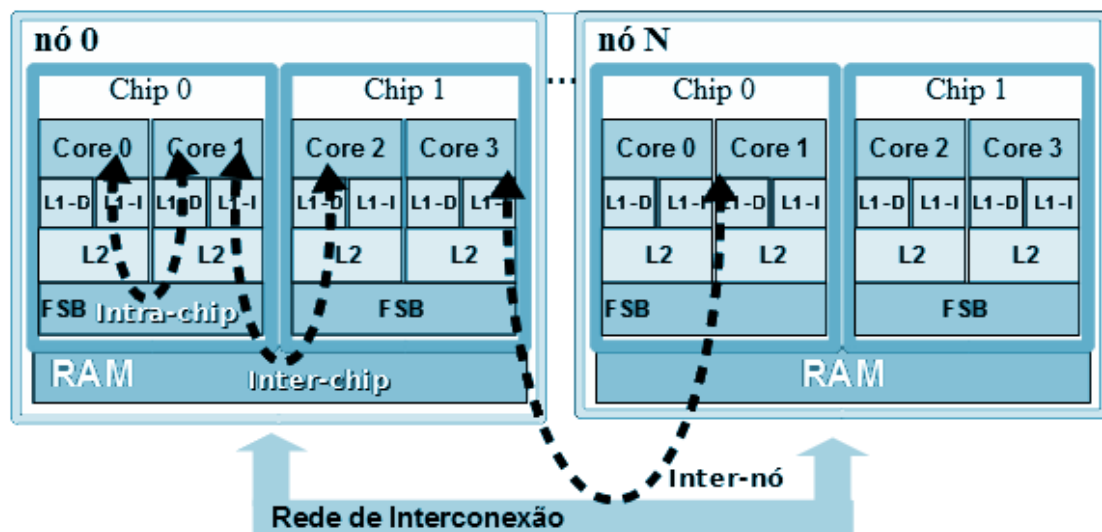 nó 0
nó N
Chip 0
Chip 1
...
Chip 0
Chip 1
Core 0
Core 1
Core 2
Core 3
Core 0
Core 1
Core 2
Core 3
L1-D
L1-I
L1-D
L1-I
L1-D
L1-I
L1-D
L1-I
L1-D
L1-I
L1-D
L1-I
L1-D
L1-I
L1-D
L1-I
L2
L2
L2
L2
L2
L2
L2
L2
FSB
Intra-chip
FSB
FSB
FSB
RAM
Inter-chip
RAM
Inter-nó
Rede de Interconexão